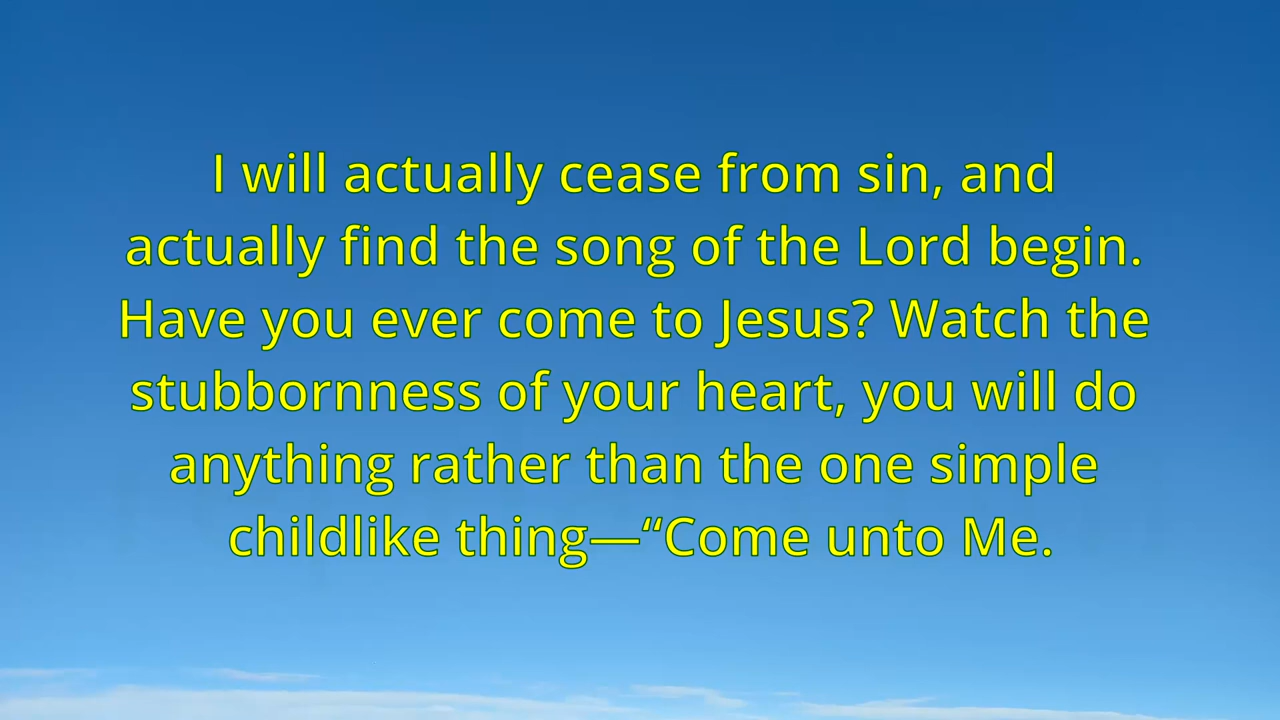 I will actually cease from sin, and
actually find the song of the Lord begin.
Have you ever come to Jesus? Watch the
stubbornness of your heart, you will do
anything rather than the one simple
childlike thing—“Come unto Me.